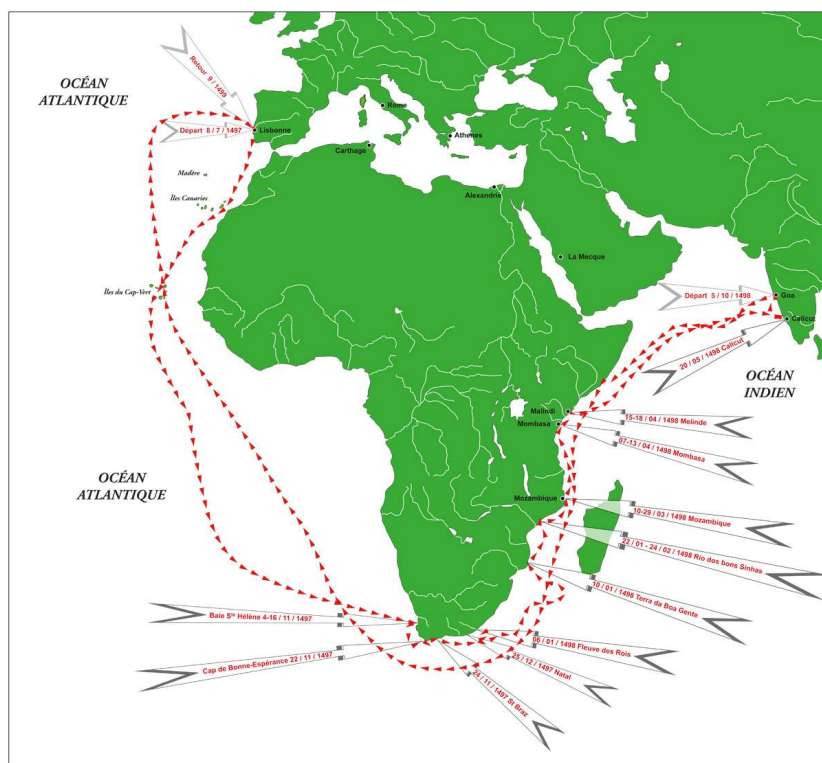 OCÉAN
ATLANTIQUE
Retour 9 / 1499
Départ 8 / 7 / 1497
Lisbonne
Rome
Athenes
Carthage
Madère
Îles Canaries
Alexandrie
La Mecque
Îles du Cap-Vert
Départ 5 / 10 / 1498
Goa
Calicut
20 / 05 / 1498 Calicut
OCÉAN
INDIEN
Malindi
15-18 / 04 / 1498 Melinde
Mombasa
07-13 / 04 / 1498 Mombasa
OCÉAN
ATLANTIQUE
Mozambique
10-29 / 03 / 1498 Mozambique
22 / 01 - 24 / 02 / 1498 Rio dos bons Sinhas
10 / 01 / 1498 Terra da Boa Gente
Baie Ste Hélène 4-16 / 11 / 1497
06 / 01 / 1498 Fleuve des Rois
Cap de Bonne-Espérance 22 / 11 / 1497
25 / 12 / 1497 Natal
24 / 11 / 1497 St Braz